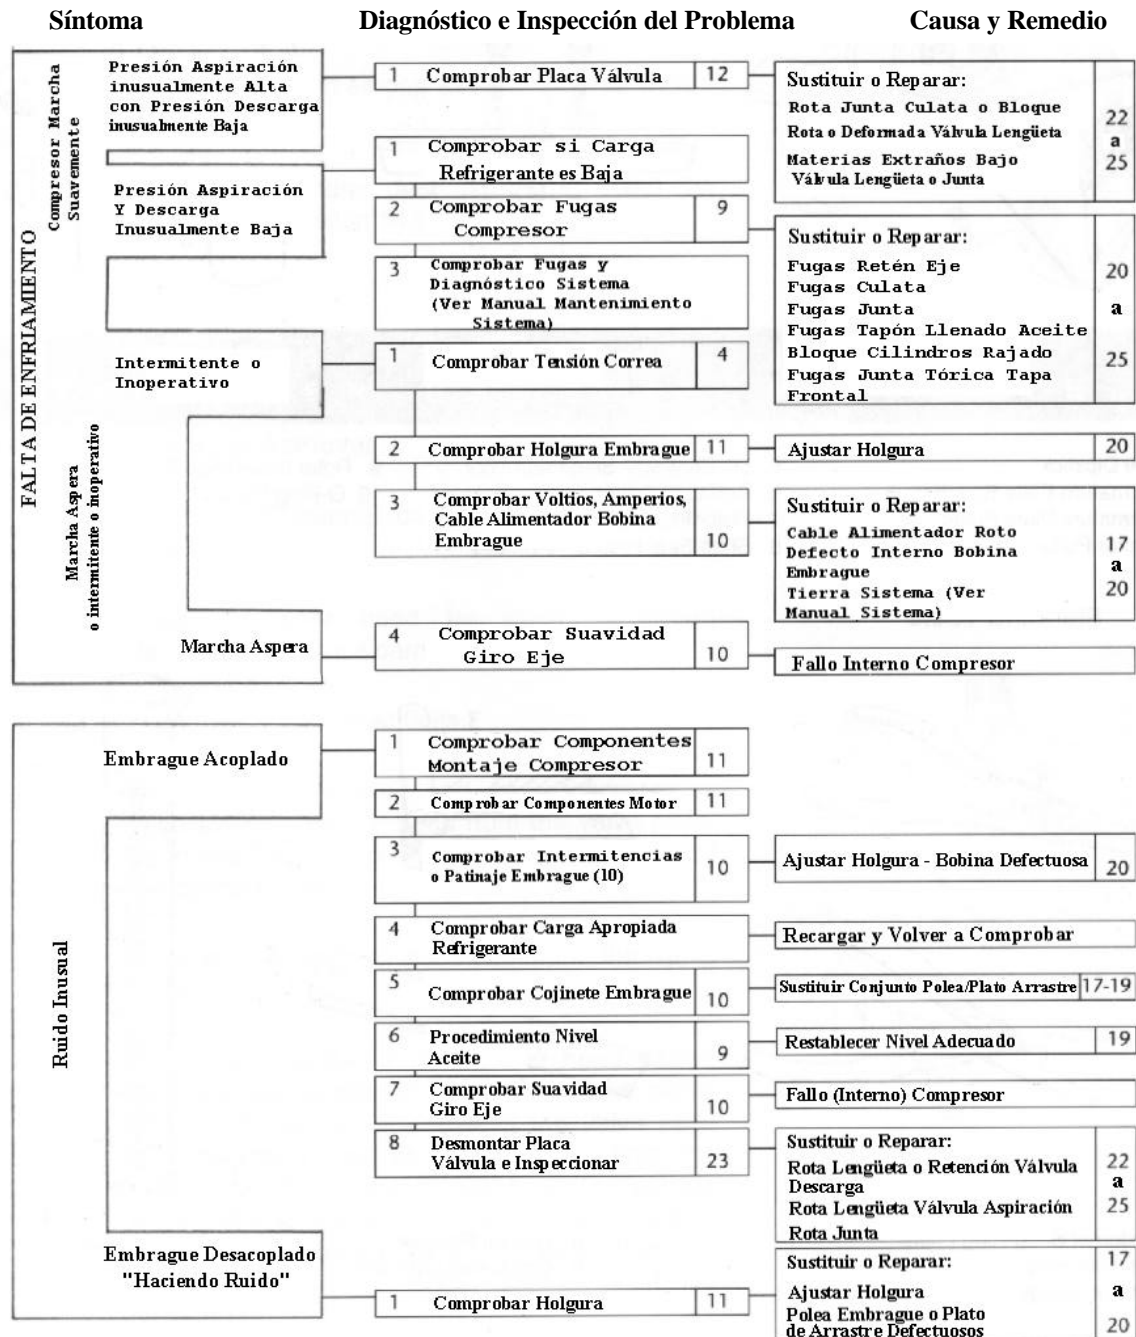 Síntoma
Diagnóstico e Inspección del Problema
Causa y Remedio
FALTA DE ENFRIAMIENTO
Compresor Marcha
Suavemente
Presión Aspiración
inusualmente Alta
con Presión Descarga
inusualmente Baja
1 Comprobar Placa Válvula 12
Sustituir o Reparar:
Rota Junta Culata o Bloque
Rota o Deformada Válvula Lengüeta
Materias Extraños Bajo
Válvula Lengüeta o Junta
22
a
25
Presión Aspiración
Y Descarga
Inusualmente Baja
1 Comprobar si Carga
Refrigerante es Baja
2 Comprobar Fugas 9
Compresor
Sustituir o Reparar:
Fugas Retén Eje
Fugas Culata
Fugas Junta
Fugas Tapón Llenado Aceite
Bloque Cilindros Rajado
Fugas Junta Tórica Tapa
Frontal
20
a
25
3 Comprobar Fugas y
Diagnóstico Sistema
(Ver Manual Mantenimiento
Sistema)
Intermitente o
Inoperativo
1 Comprobar Tensión Correa 4
Marcha Aspera
o intermitente o inoperativo
2 Comprobar Holgura Embrague 11
Ajustar Holgura 20
3 Comprobar Voltios, Amperios,
Cable Alimentador Bobina
Embrague 10
Sustituir o Reparar:
Cable Alimentador Roto
Defecto Interno Bobina
Embrague
Tierra Sistema (Ver
Manual Sistema)
17
a
20
Marcha Aspera
4 Comprobar Suavidad
Giro Eje 10
Fallo Interno Compresor
Ruido Inusual
Embrague Acoplado
1 Comprobar Componentes
Montaje Compresor 11
2 Comprobar Componentes Motor 11
3 Comprobar Intermitencias
o Patinaje Embrague (10) 10
Ajustar Holgura - Bobina Defectuosa 20
4 Comprobar Carga Apropiada
Refrigerante
Recargar y Volver a Comprobar
5 Comprobar Cojinete Embrague 10
Sustituir Conjunto Polea/Plato Arrastre 17-19
6 Procedimiento Nivel
Aceite 9
Restablecer Nivel Adecuado 19
7 Comprobar Suavidad
Giro Eje 10
Fallo (Interno) Compresor
8 Desmontar Placa
Válvula e Inspeccionar 23
Sustituir o Reparar:
Rota Lengüeta o Retención Válvula
Descarga
Rota Lengüeta Válvula Aspiración
Rota Junta
22
a
25
Embrague Desacoplado
"Haciendo Ruido"
1 Comprobar Holgura 11
Sustituir o Reparar:
Ajustar Holgura
Polea Embrague o Plato
de Arrastre Defectuosos
17
a
20